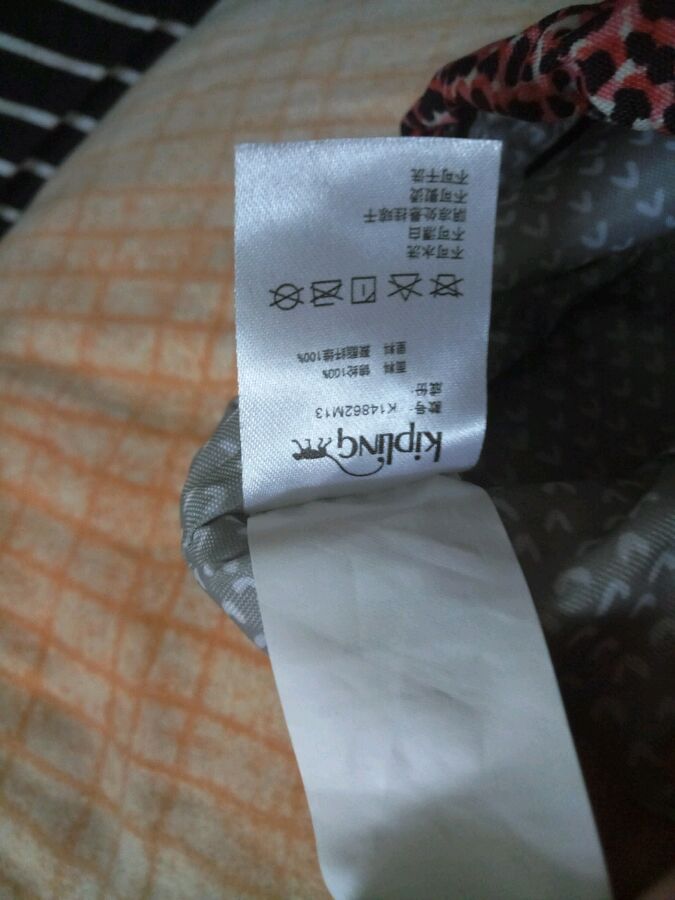 kipling
款号: K14862M13
成份:
面料 锦纶100%
里料 聚酯纤维100%
不可水洗
不可漂白
阴凉处悬挂晾干
不可熨烫
不可干洗